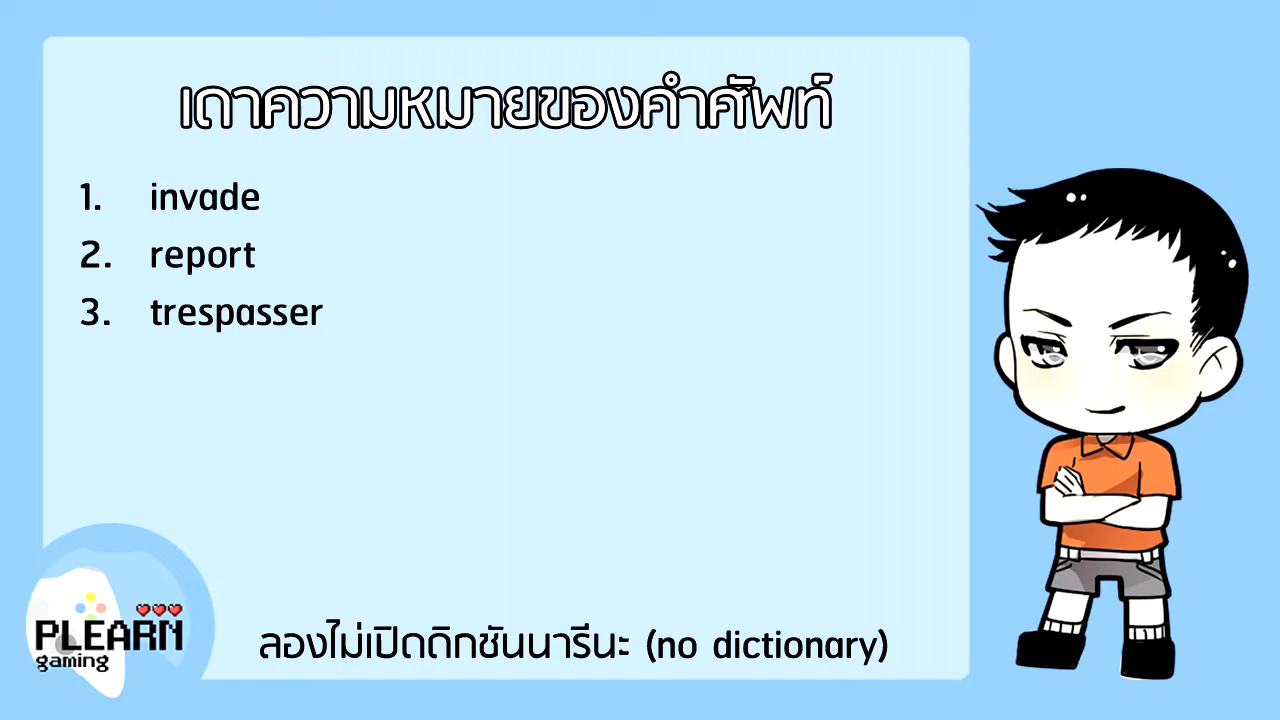 เดาความหมายของคำศัพท์
1. invade
2. report
3. trespasser
PLEARN
gaming
ลองไม่เปิดดิกชันนารีนะ (no dictionary)